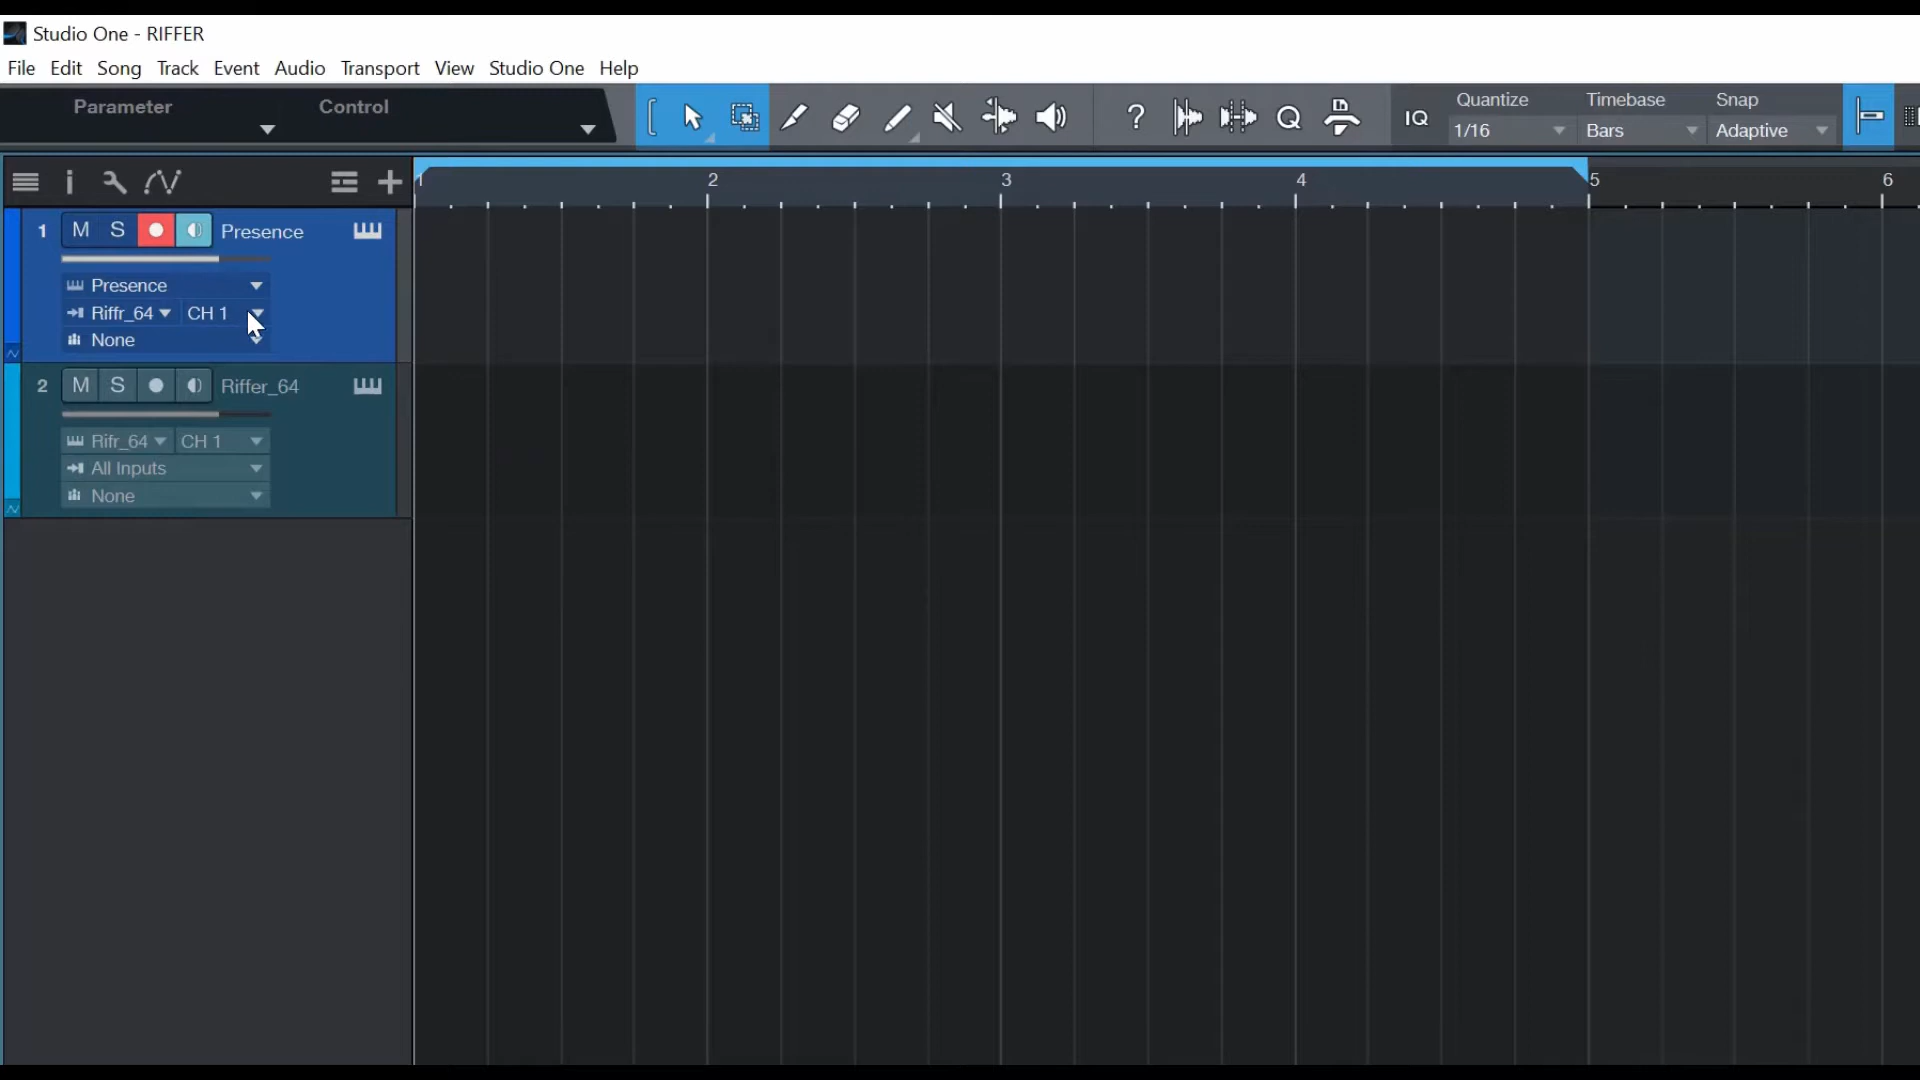 Studio One - RIFFER
File Edit Song Track Event Audio Transport View Studio One Help
Parameter Control
IQ Quantize Timebase Snap
1/16 Bars Adaptive
1 2 3 4 5 6
1 M S Presence
Presence
Riffr_64 CH 1
None
2 M S Riffer_64
Rifr_64 CH 1
All Inputs
None